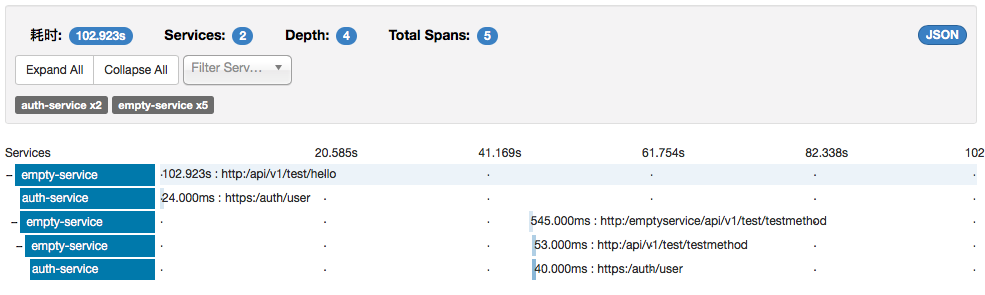 耗时: 102.923s Services: 2 Depth: 4 Total Spans: 5 JSON
Expand All Collapse All Filter Serv...
auth-service x2 empty-service x5
Services 20.585s 41.169s 61.754s 82.338s 102
– empty-service 102.923s : http:/api/v1/test/hello
auth-service 24.000ms : https:/auth/user
– empty-service 545.000ms : http:/emptyservice/api/v1/test/testmethod
– empty-service 53.000ms : http:/api/v1/test/testmethod
auth-service 40.000ms : https:/auth/user